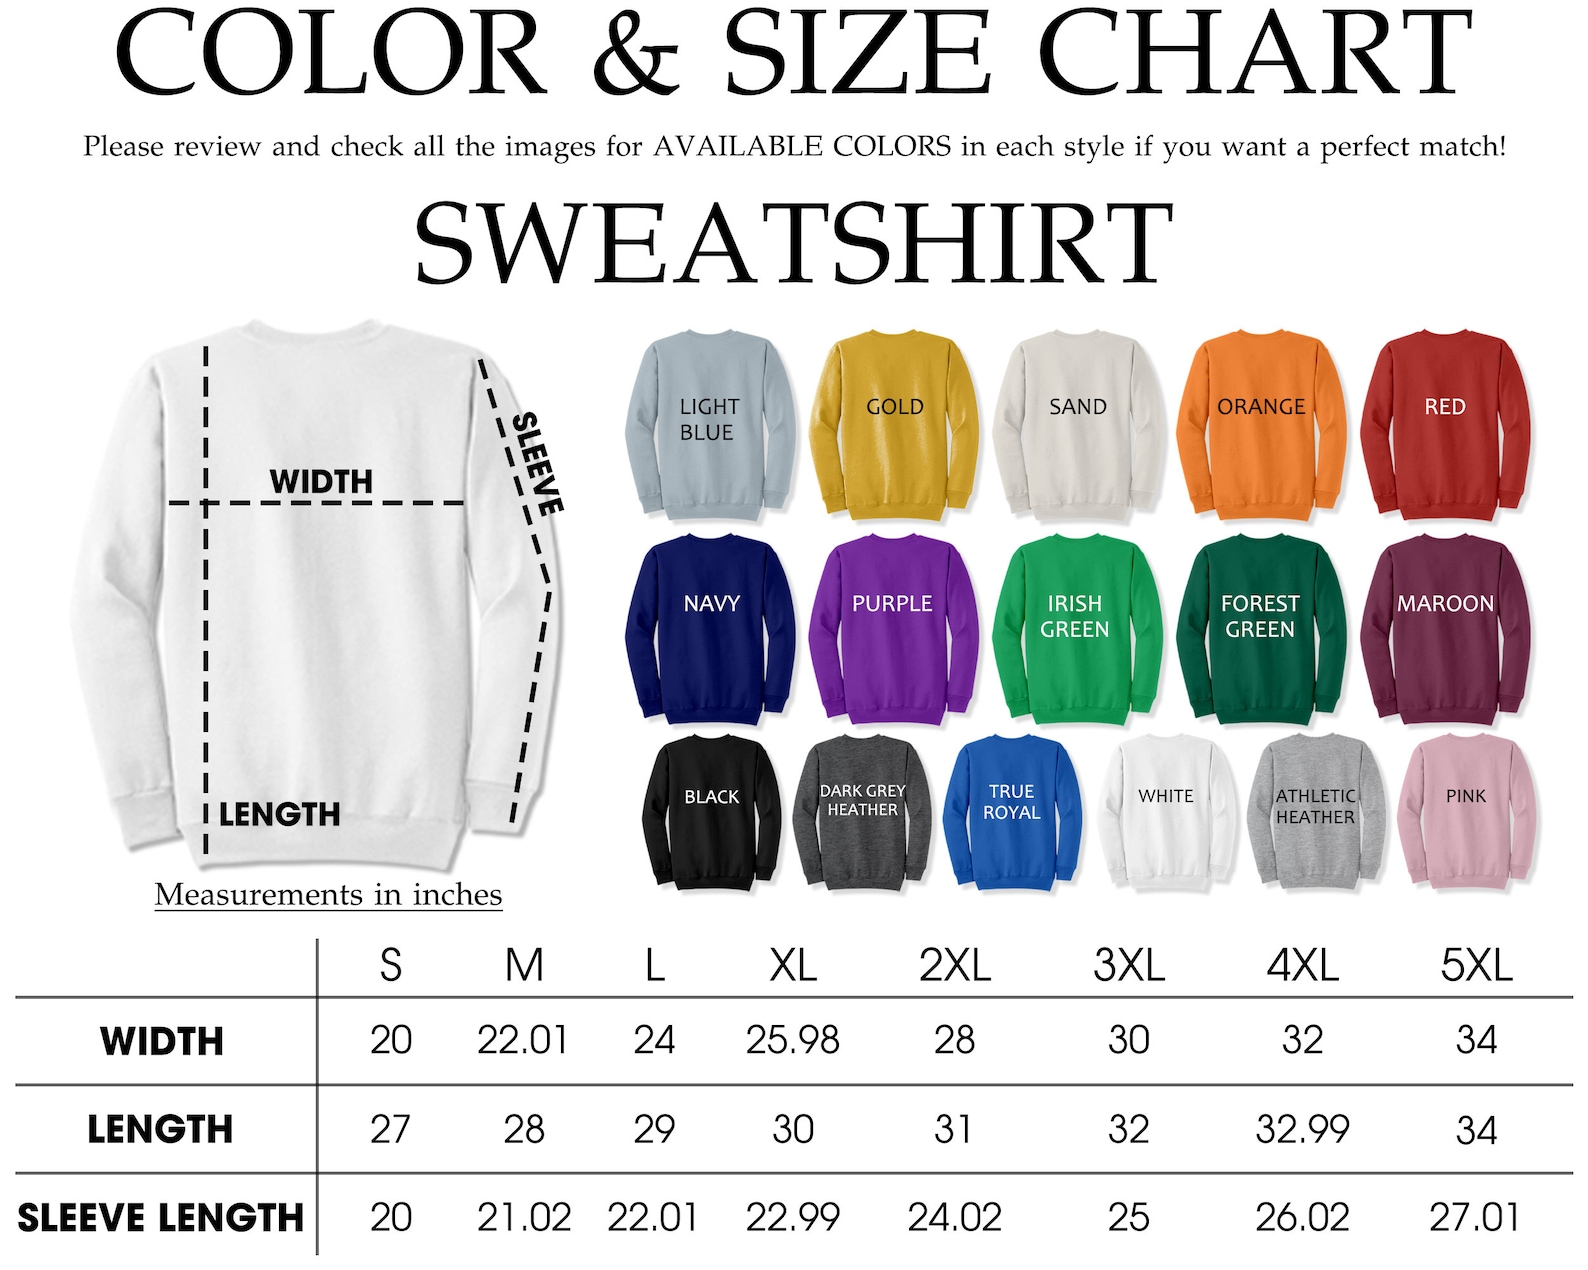 COLOR & SIZE CHART
Please review and check all the images for AVAILABLE COLORS in each style if you want a perfect match!
SWEATSHIRT
WIDTH
SLEEVE
LENGTH
Measurements in inches
LIGHT
BLUE
GOLD
SAND
ORANGE
RED
NAVY
PURPLE
IRISH
GREEN
FOREST
GREEN
MAROON
BLACK
DARK GREY
HEATHER
TRUE
ROYAL
WHITE
ATHLETIC
HEATHER
PINK
S M L XL 2XL 3XL 4XL 5XL
WIDTH 20 22.01 24 25.98 28 30 32 34
LENGTH 27 28 29 30 31 32 32.99 34
SLEEVE LENGTH 20 21.02 22.01 22.99 24.02 25 26.02 27.01